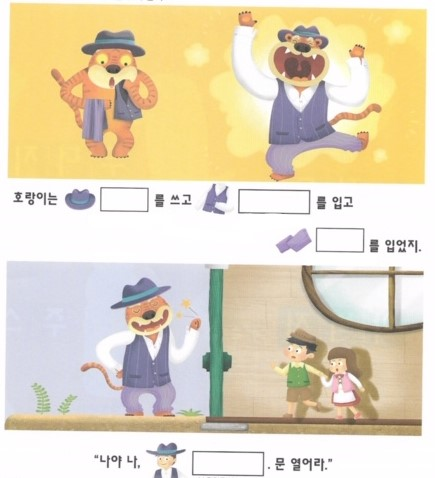 호랑이는 를 쓰고 를 입고
를 입었지.
"나야 나, . 문 열어라."